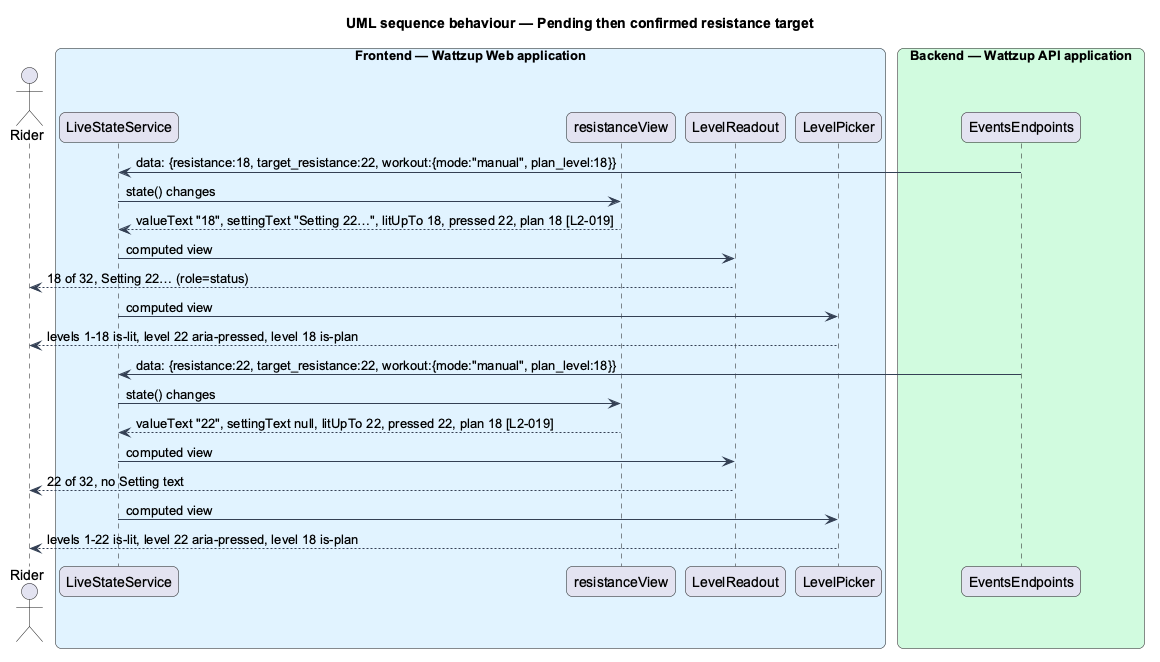 UML sequence behaviour — Pending then confirmed resistance target
Frontend — Wattzup Web application
Backend — Wattzup API application
Rider
LiveStateService
resistanceView
LevelReadout
LevelPicker
EventsEndpoints
data: {resistance:18, target_resistance:22, workout:{mode:"manual", plan_level:18}}
state() changes
valueText "18", settingText "Setting 22…", litUpTo 18, pressed 22, plan 18 [L2-019]
computed view
18 of 32, Setting 22… (role=status)
computed view
levels 1-18 is-lit, level 22 aria-pressed, level 18 is-plan
data: {resistance:22, target_resistance:22, workout:{mode:"manual", plan_level:18}}
state() changes
valueText "22", settingText null, litUpTo 22, pressed 22, plan 18 [L2-019]
computed view
22 of 32, no Setting text
computed view
levels 1-22 is-lit, level 22 aria-pressed, level 18 is-plan
Rider
LiveStateService
resistanceView
LevelReadout
LevelPicker
EventsEndpoints